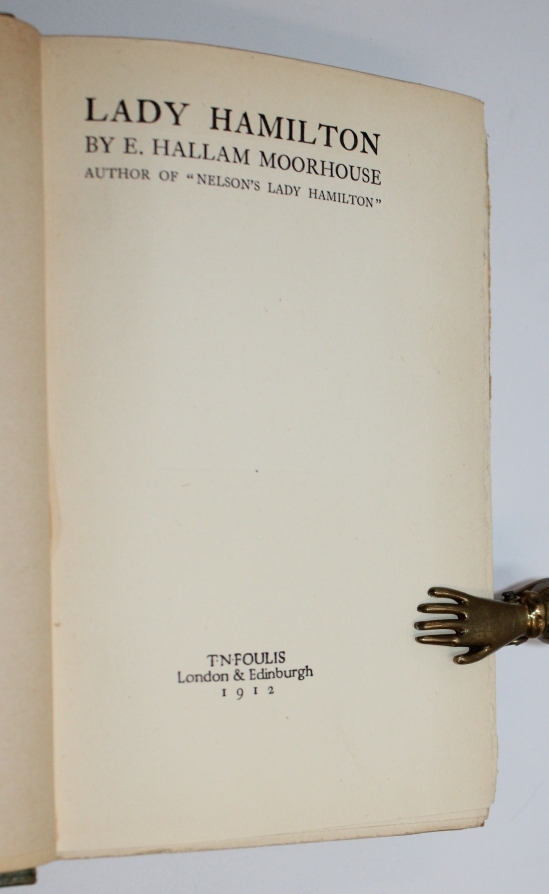 LADY HAMILTON
BY E. HALLAM MOORHOUSE
AUTHOR OF “NELSON'S LADY HAMILTON”
T·N·FOULIS
London & Edinburgh
1912